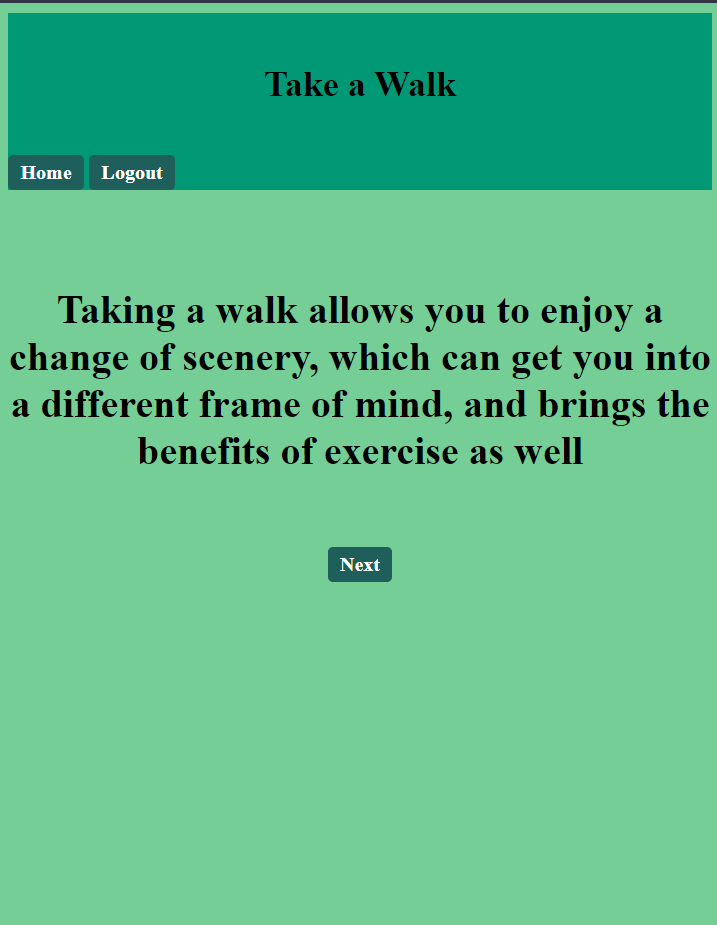 Take a Walk
Home Logout
Taking a walk allows you to enjoy a
change of scenery, which can get you into
a different frame of mind, and brings the
benefits of exercise as well
Next